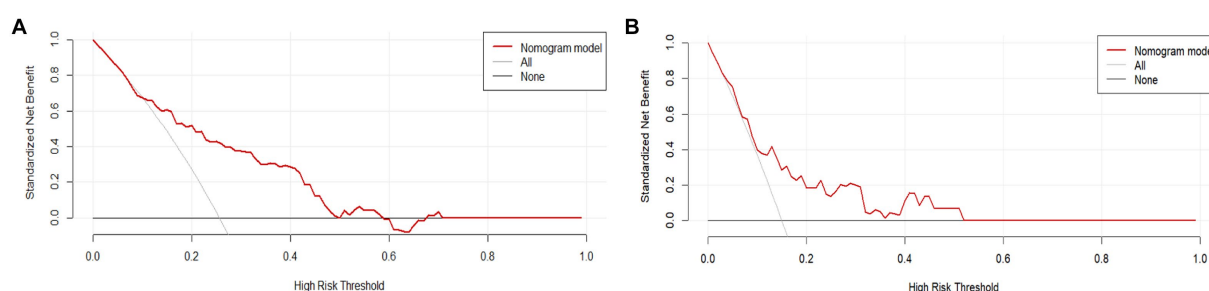 A
Standardized Net Benefit
0.0 0.2 0.4 0.6 0.8 1.0
Nomogram model
All
None
0.0 0.2 0.4 0.6 0.8 1.0
High Risk Threshold
B
Standardized Net Benefit
0.0 0.2 0.4 0.6 0.8 1.0
Nomogram mode
All
None
0.0 0.2 0.4 0.6 0.8 1.0
High Risk Threshold